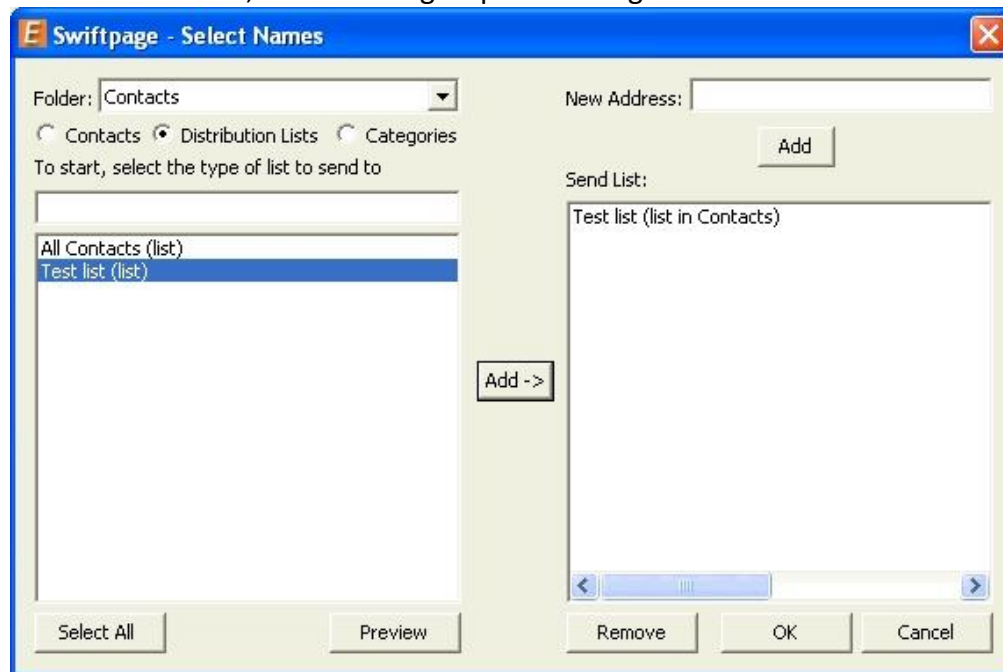 E Swiftpage - Select Names
Folder: Contacts
Contacts Distribution Lists Categories
To start, select the type of list to send to
All Contacts (list)
Test list (list)
Select All
Preview
Add ->
New Address:
Add
Send List:
Test list (list in Contacts)
Remove
OK
Cancel